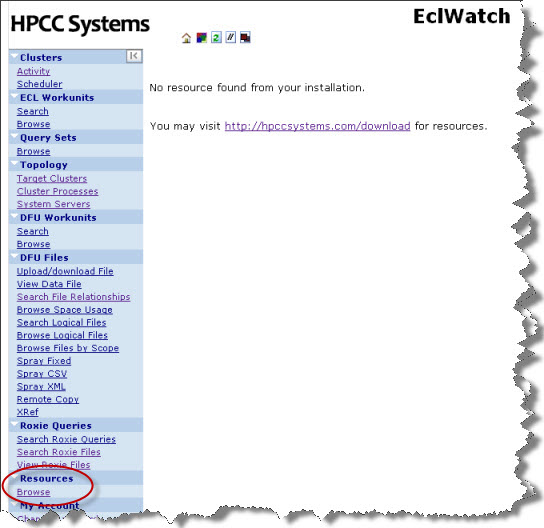 HPCC Systems
EclWatch
Clusters
Activity
Scheduler
ECL Workunits
Search
Browse
Query Sets
Browse
Topology
Target Clusters
Cluster Processes
System Servers
DFU Workunits
Search
Browse
DFU Files
Upload/download File
View Data File
Search File Relationships
Browse Space Usage
Search Logical Files
Browse Logical Files
Browse Files by Scope
Spray Fixed
Spray CSV
Spray XML
Remote Copy
XRef
Roxie Queries
Search Roxie Queries
Search Roxie Files
View Roxie Files
Resources
Browse
My Account
No resource found from your installation.
You may visit http://hpccsystems.com/download for resources.